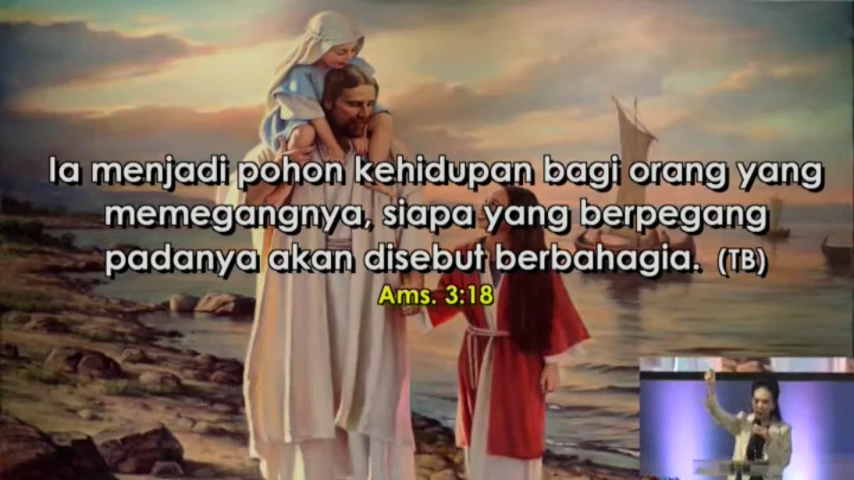 Ia menjadi pohon kehidupan bagi orang yang
memegangnya, siapa yang berpegang
padanya akan disebut berbahagia. (TB)
Ams. 3:18